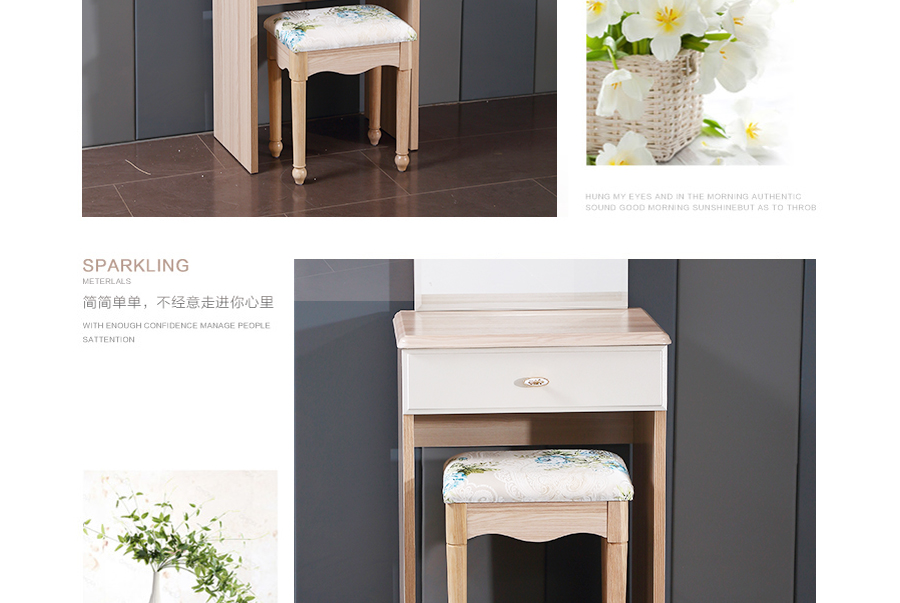 HUNG MY EYES AND IN THE MORNING AUTHENTIC
SOUND GOOD MORNING SUNSHINEBUT AS TO THROB
SPARKLING
METERLALS
简简单单，不经意走进你心里
WITH ENOUGH CONFIDENCE MANAGE PEOPLE
SATTENTION